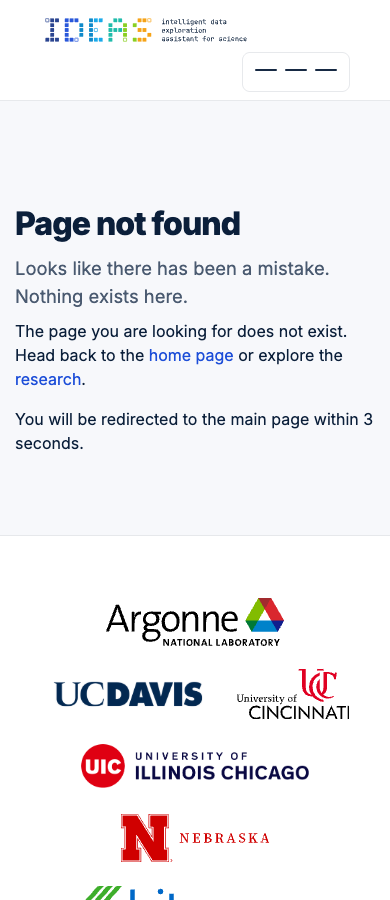 IDEAS
intelligent data
exploration
assistant for science
Page not found
Looks like there has been a mistake.
Nothing exists here.
The page you are looking for does not exist.
Head back to the home page or explore the
research.
You will be redirected to the main page within 3
seconds.
Argonne
NATIONAL LABORATORY
UCDAVIS
University of
UC
CINCINNATI
UIC
UNIVERSITY OF
ILLINOIS CHICAGO
N
NEBRASKA